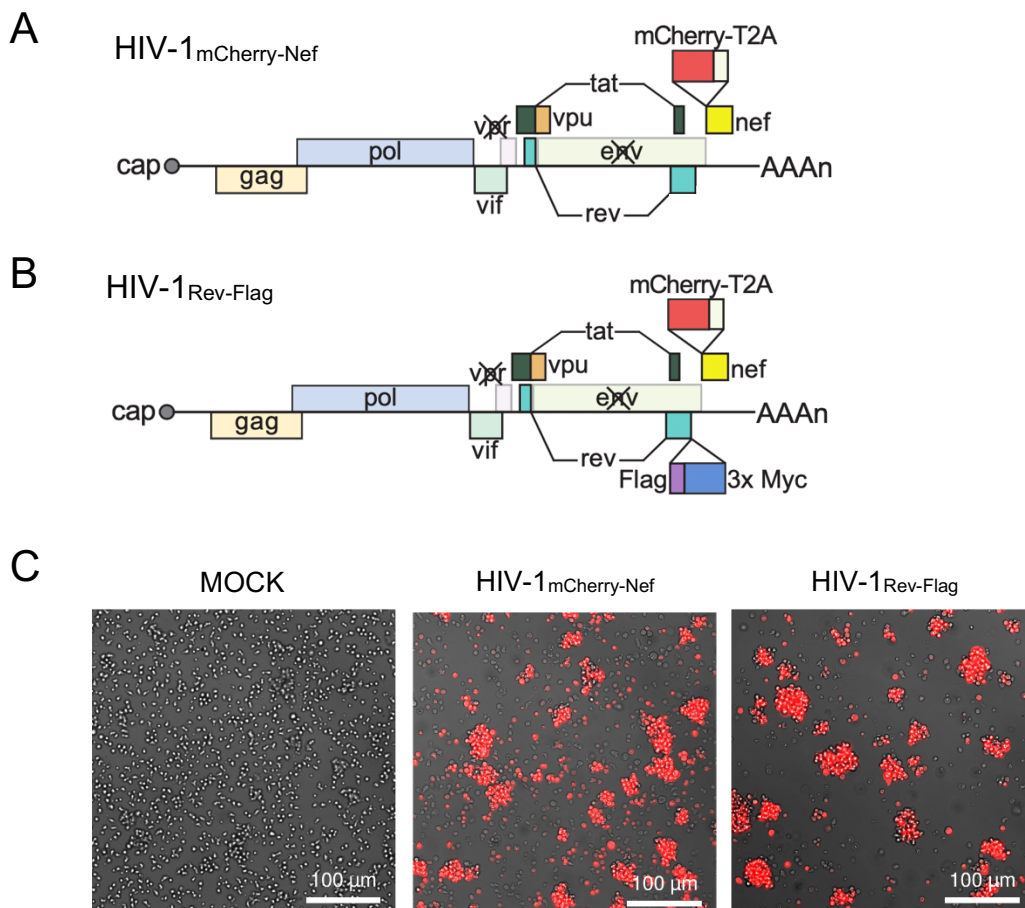 A
HIV-1mCherry-Nef
mCherry-T2A
tat
vpr
vpu
nef
pol
env
cap
AAAn
gag
vif
rev
B
HIV-1Rev-Flag
mCherry-T2A
tat
vpr
vpu
nef
pol
env
cap
AAAn
gag
vif
rev
Flag
3x Myc
C
MOCK
HIV-1mCherry-Nef
HIV-1Rev-Flag
100 µm
100 µm
100 µm